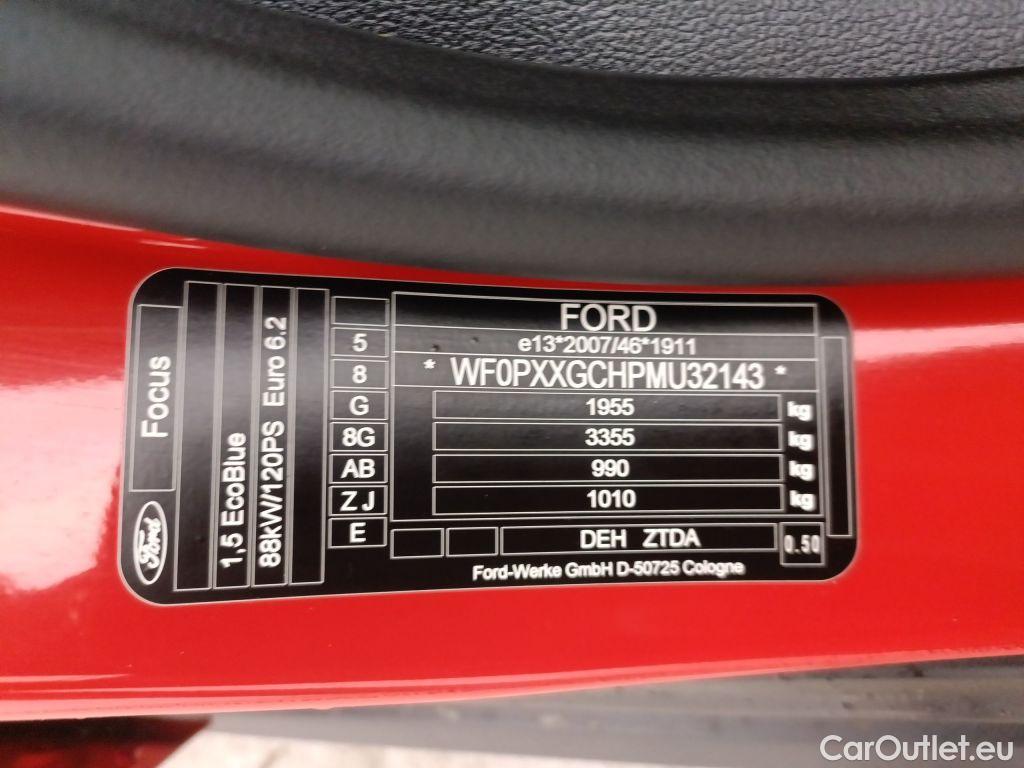 FORD
e13*2007/46*1911
* WF0PXXGCHPMU32143 *
1955 kg
3355 kg
990 kg
1010 kg
DEH ZTDA
0.50
Ford-Werke GmbH D-50725 Cologne
5
8
G
8G
AB
Z J
E
Focus
Ford
1,5 EcoBlue
88kW/120PS Euro 6.2
CarOutlet.eu